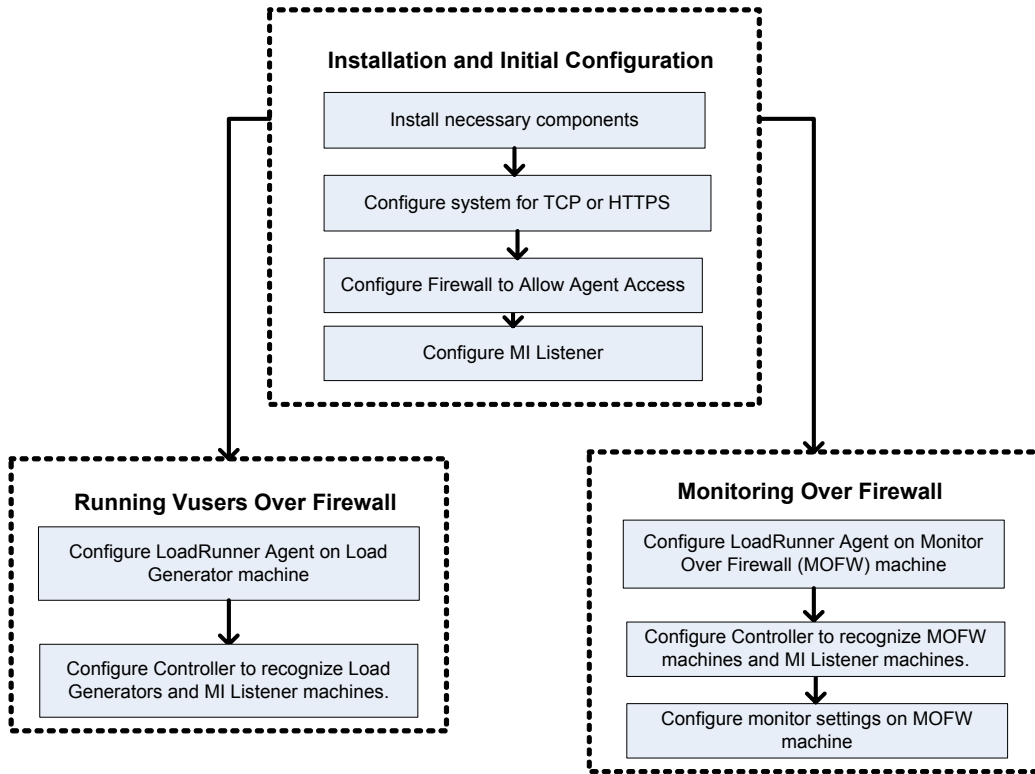 Installation and Initial Configuration
Install necessary components
Configure system for TCP or HTTPS
Configure Firewall to Allow Agent Access
Configure MI Listener
Running Vusers Over Firewall
Configure LoadRunner Agent on Load
Generator machine
Configure Controller to recognize Load
Generators and MI Listener machines.
Monitoring Over Firewall
Configure LoadRunner Agent on Monitor
Over Firewall (MOFW) machine
Configure Controller to recognize MOFW
machines and MI Listener machines.
Configure monitor settings on MOFW
machine